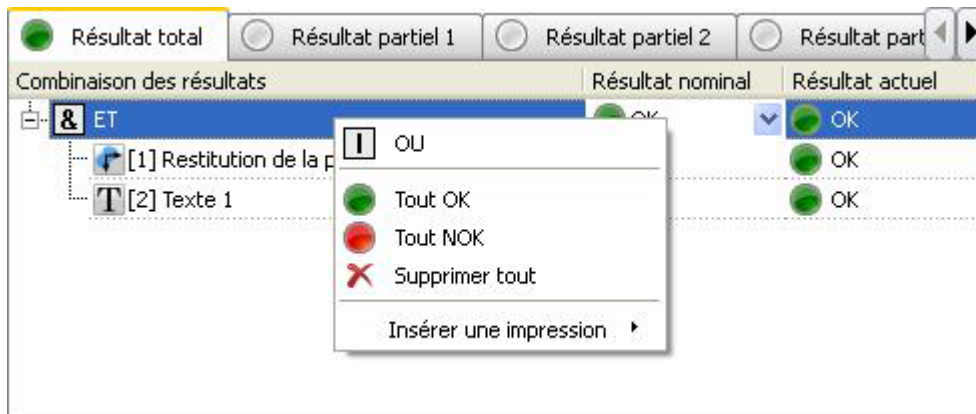 Résultat total Résultat partiel 1 Résultat partiel 2 Résultat part
Combinaison des résultats Résultat nominal Résultat actuel
& ET OK OK
[1] Restitution de la p OK
T [2] Texte 1 OK
I OU
Tout OK
Tout NOK
Supprimer tout
Insérer une impression